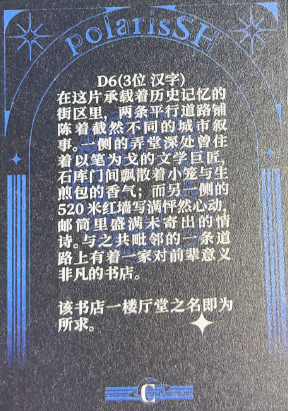 polarisSH
D6(3位 汉字)
在这片承载着历史记忆的
街区里，两条平行道路铺
陈着截然不同的城市叙
事。一侧的弄堂深处曾住
着以笔为戈的文学巨匠，
石库门间飘散着小笼与生
煎包的香气；而另一侧的
520米红墙写满怦然心动，
邮筒里盛满未寄出的情
诗。与之共毗邻的一条道
路上有着一家对前辈意义
非凡的书店。
该书店一楼厅堂之名即为
所求。
C